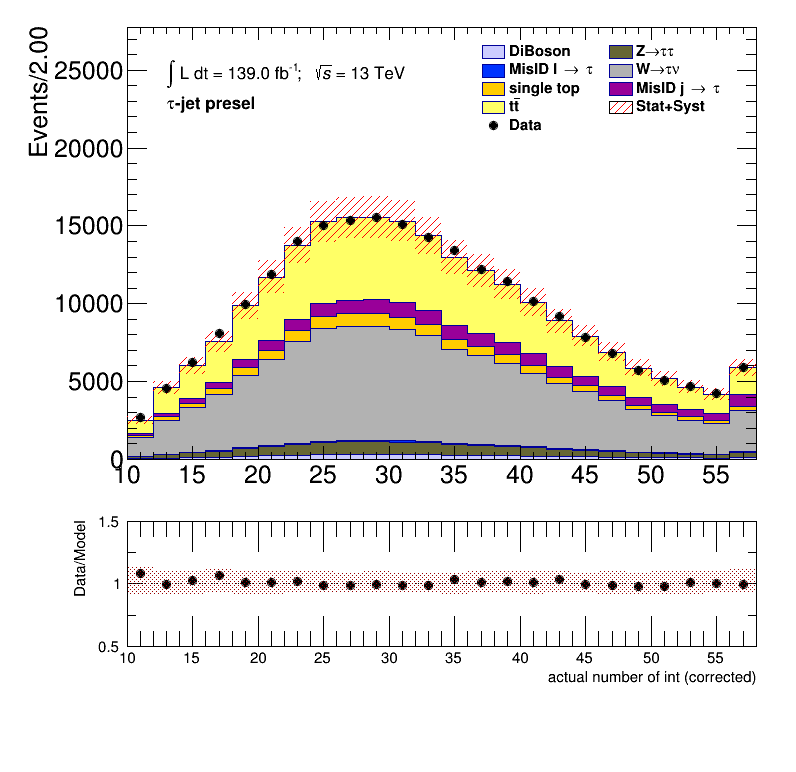 Events/2.00
25000
20000
15000
10000
5000
0
∫ L dt = 139.0 fb⁻¹; √s = 13 TeV
τ-jet presel
DiBoson
MisID l → τ
single top
tt̄
Data
Z→ττ
W→τν
MisID j → τ
Stat+Syst
10 15 20 25 30 35 40 45 50 55
Data/Model
1.5
1
0.5
10 15 20 25 30 35 40 45 50 55
actual number of int (corrected)